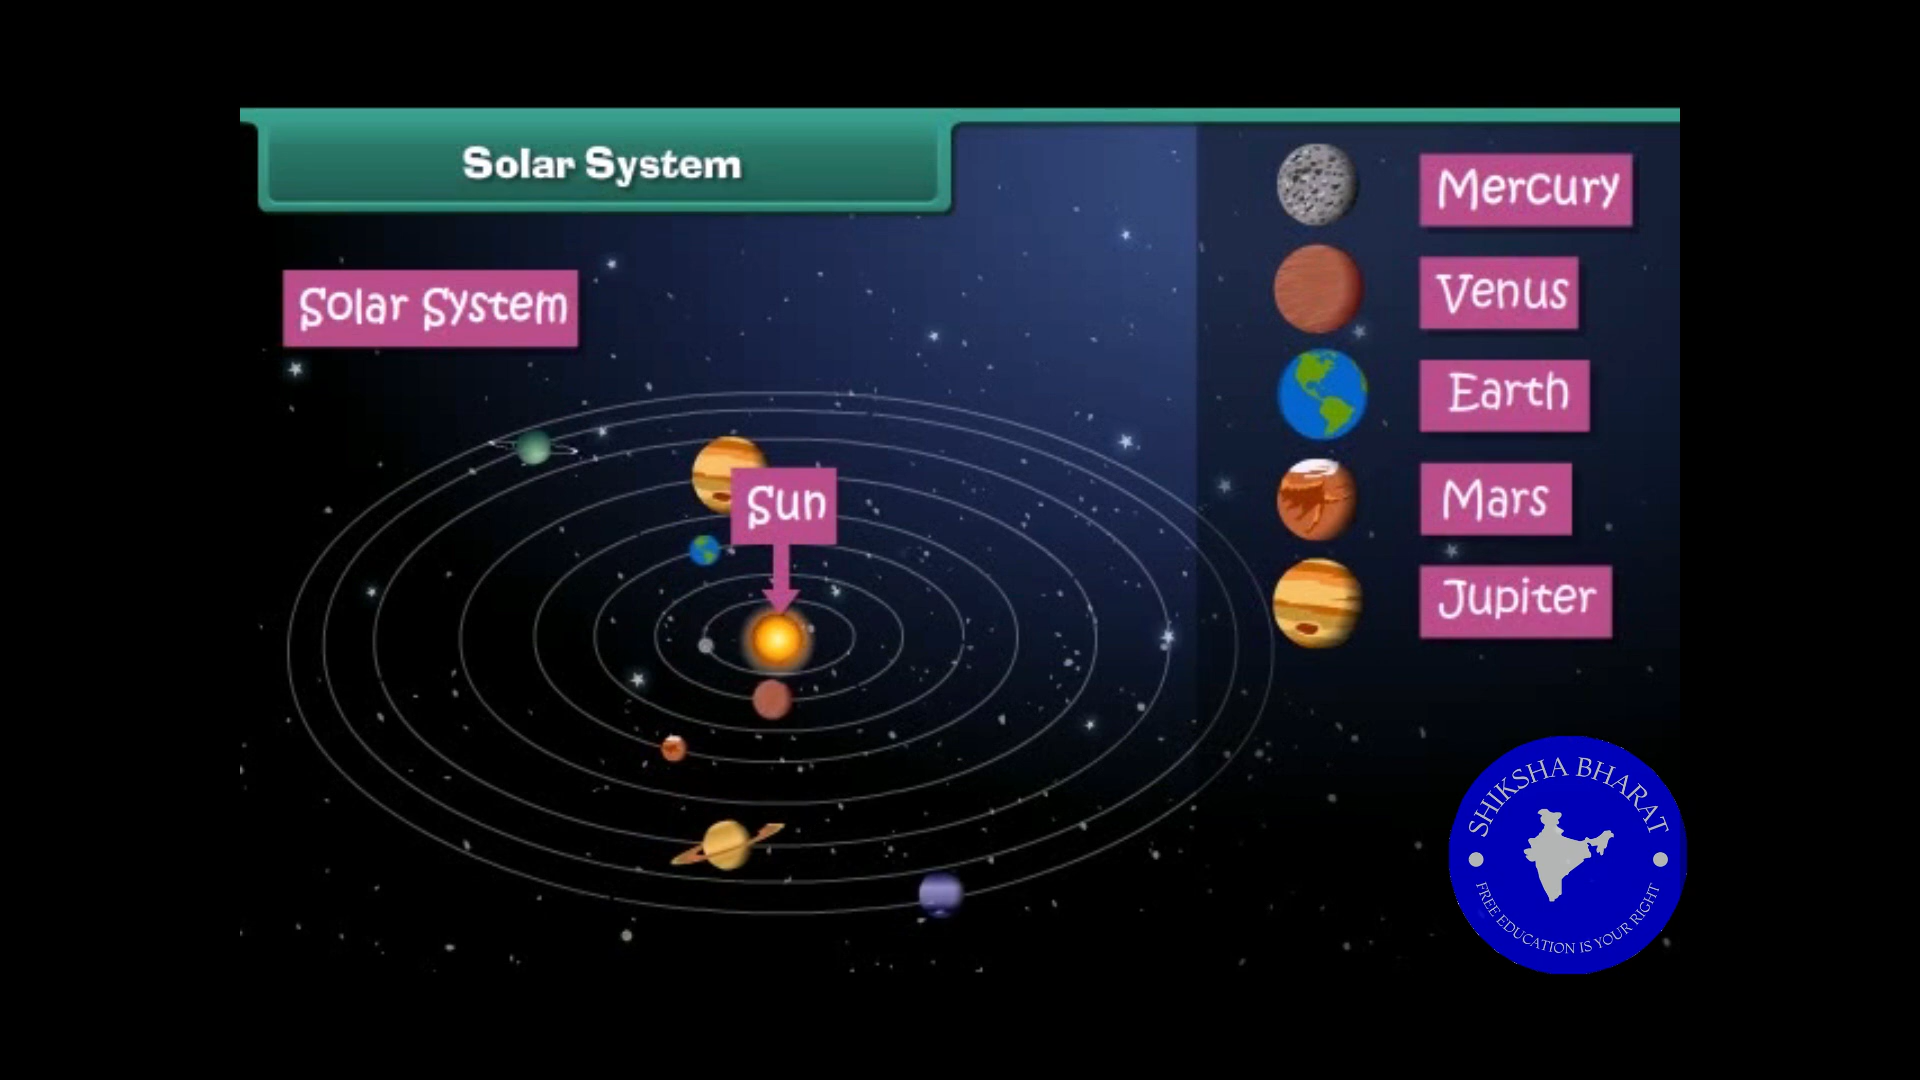 Solar System
Solar System
Sun
Mercury
Venus
Earth
Mars
Jupiter
SHIKSHA BHARAT
FREE EDUCATION IS YOUR RIGHT